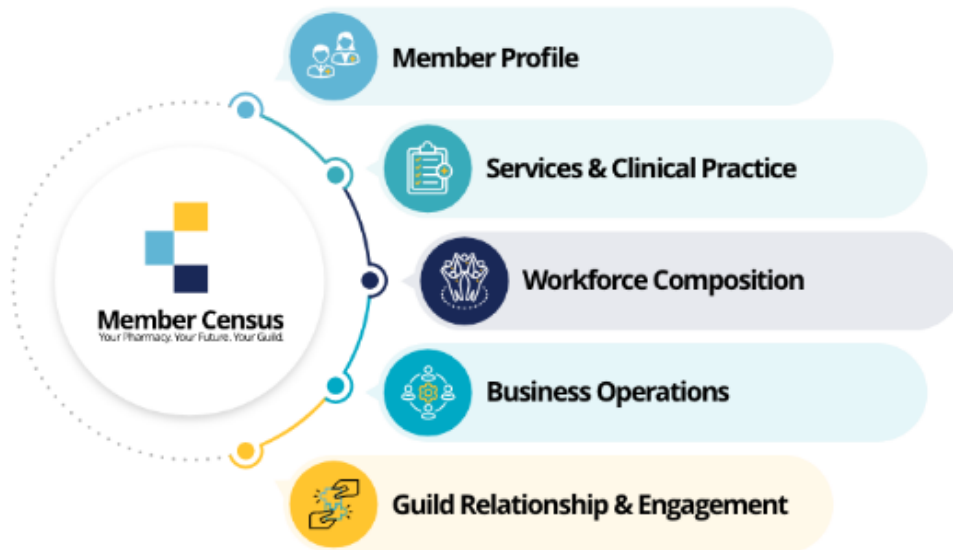 Member Profile
Services & Clinical Practice
Workforce Composition
Member Census
Your Pharmacy. Your Future. Your Guild.
Business Operations
Guild Relationship & Engagement